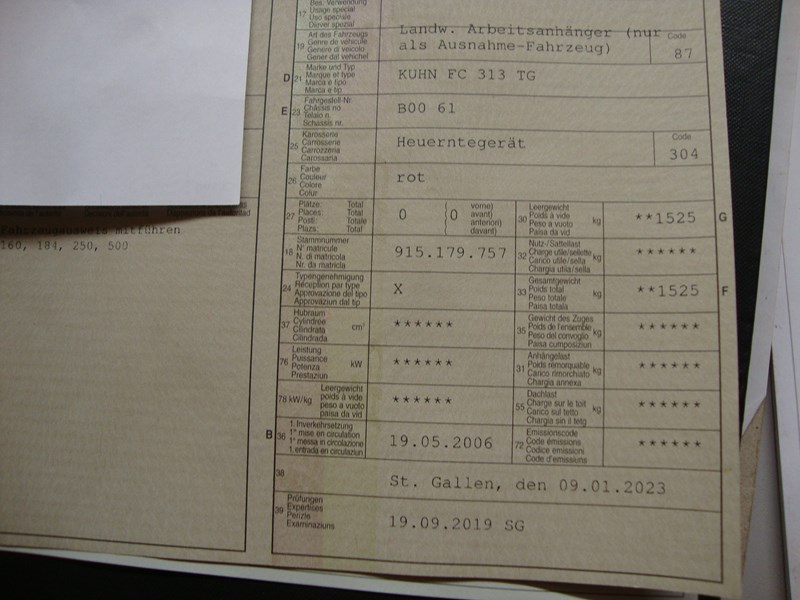 Fahrzeugausweis mitführen
160, 184, 250, 500
17
Bes. Verwendung
Usage spécial
Uso speciale
Diever spezial
19
Art des Fahrzeugs
Genre de véhicule
Genere di veicolo
Gener dal vehichel
Landw. Arbeitsanhänger (nur
als Ausnahme-Fahrzeug)
Code
87
D 21
Marke und Typ
Marque et type
Marca e tipo
Marca e tip
KUHN FC 313 TG
E 23
Fahrgestell-Nr.
Châssis no
Telaio n.
Schassis nr.
B00 61
25
Karosserie
Carrosserie
Carrozzeria
Carossaria
Heuerntegerät
Code
304
26
Farbe
Couleur
Colore
Colur
rot
27
Plätze: Total
Places: Total
Posti: Totale
Plazs: Total
0
(0
vorne)
avant)
anteriori)
davant)
30
Leergewicht
Poids à vide
Peso a vuoto
Paisa da vid
kg
**1525
G
18
Stammnummer
N° matricule
N. di matricola
Nr. da matricla
915.179.757
32
Nutz-/Sattellast
Charge utile/sellette
Carico utile/sella
Chargia utila/sella
kg
******
24
Typengenehmigung
Réception par type
Approvazione del tipo
Approvaziun dal tip
X
33
Gesamtgewicht
Poids total
Peso totale
Paisa totala
kg
**1525
F
37
Hubraum
Cylindrée
Cilindrata
Cilindrada
cm³
******
35
Gewicht des Zuges
Poids de l'ensemble
Peso del convoglio
Paisa cumposiziun
kg
******
76
Leistung
Puissance
Potenza
Prestaziun
kW
******
31
Anhängelast
Poids remorquable
Carico rimorchiato
Chargia annexa
kg
******
78 kW/kg
Leergewicht
poids à vide
peso a vuoto
paisa da vid
******
55
Dachlast
Charge sur le toit
Carico sul tetto
Chargia sin il tetg
kg
******
B 36
1. Inverkehrsetzung
1re mise en circulation
1a messa in circolazione
1. entrada en circulaziun
19.05.2006
72
Emissionscode
Code émissions
Codice emissioni
Code d'emissiuns
******
38
St. Gallen, den 09.01.2023
39
Prüfungen
Expertises
Perizie
Examinaziuns
19.09.2019 SG